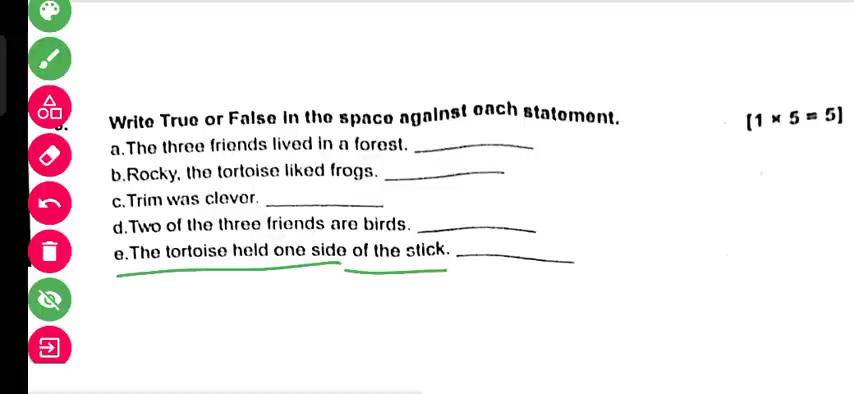 Write True or False in the space against each statement. [1 × 5 = 5]
a.The three friends lived in a forest.
b.Rocky, the tortoise liked frogs.
c.Trim was clever.
d.Two of the three friends are birds.
e.The tortoise held one side of the stick.